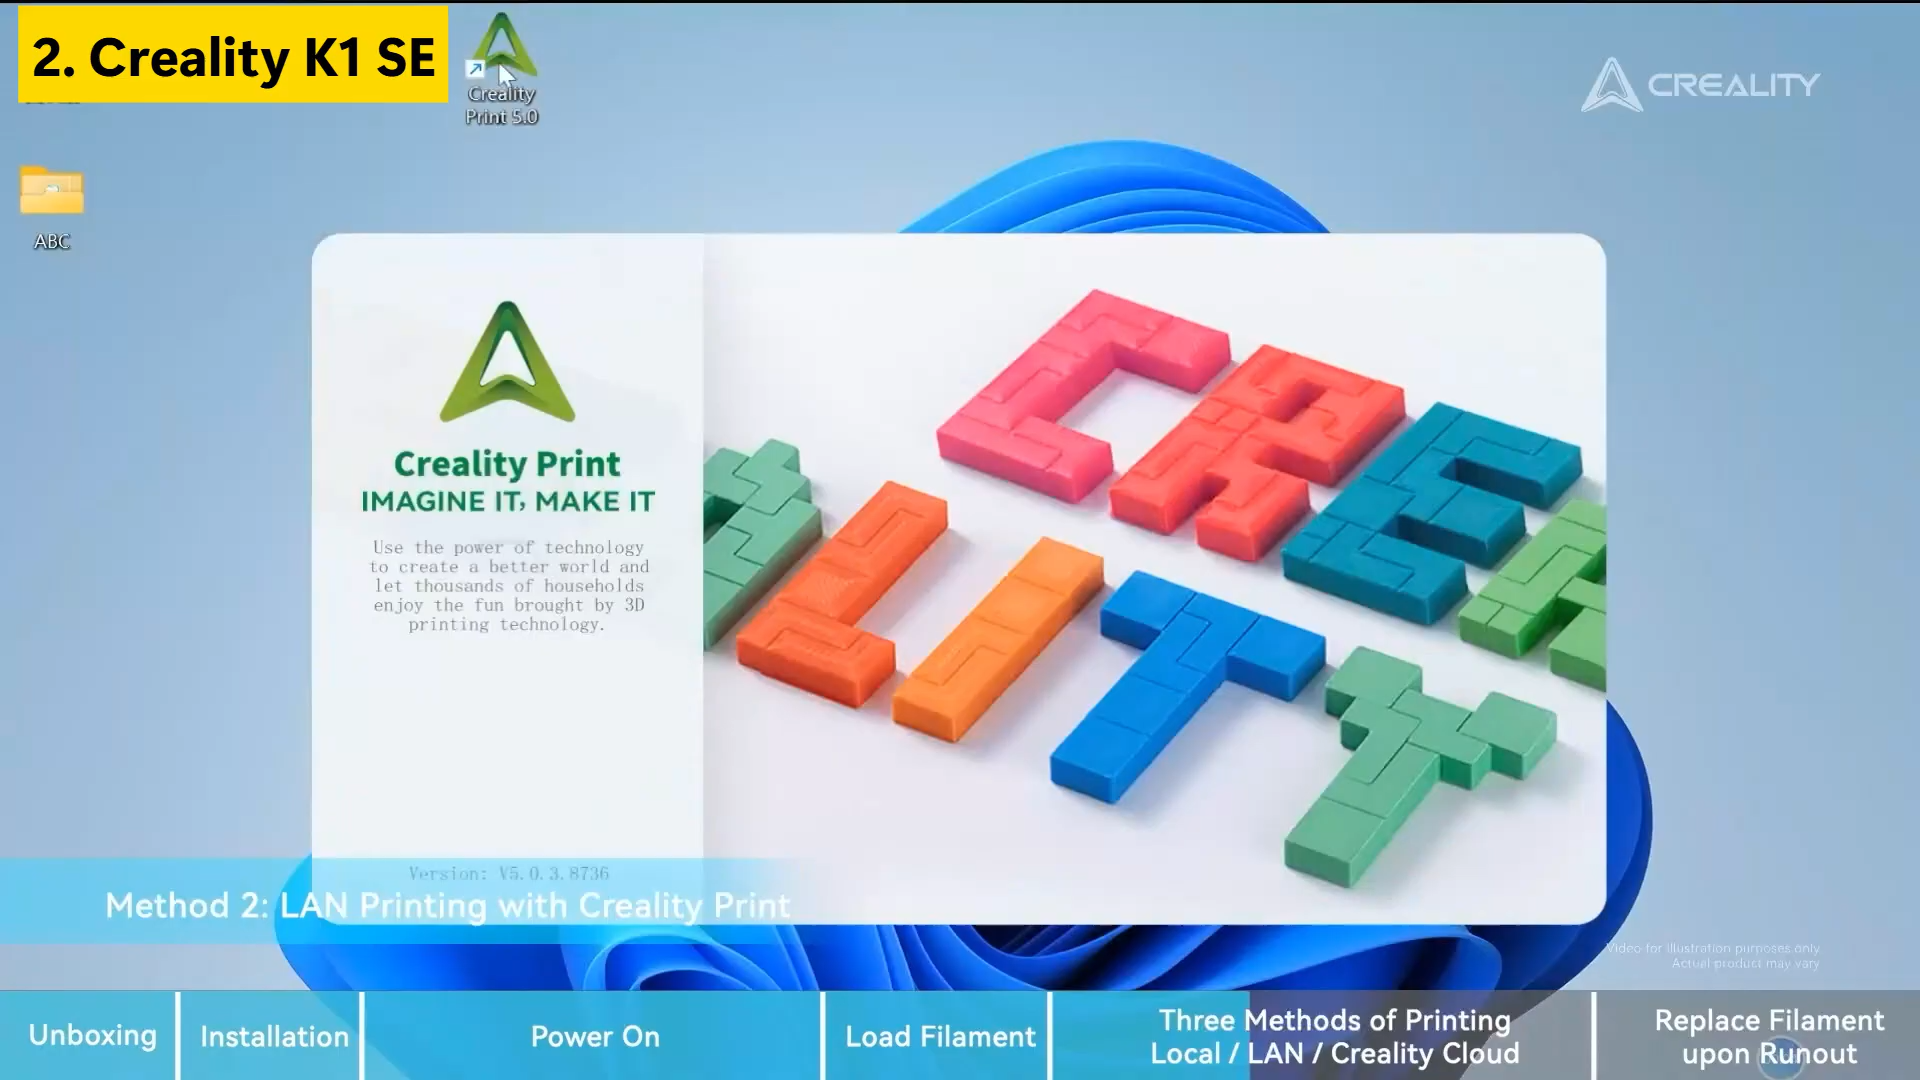 2. Creality K1 SE
Creality
Print 5.0
CREALITY
ABC
Creality Print
IMAGINE IT, MAKE IT
Use the power of technology
to create a better world and
let thousands of households
enjoy the fun brought by 3D
printing technology.
CREA
ALITY
Version: V5.0.3.8736
Method 2: LAN Printing with Creality Print
Video for illustration purposes only
Actual product may vary
Unboxing
Installation
Power On
Load Filament
Three Methods of Printing
Local / LAN / Creality Cloud
Replace Filament
upon Runout